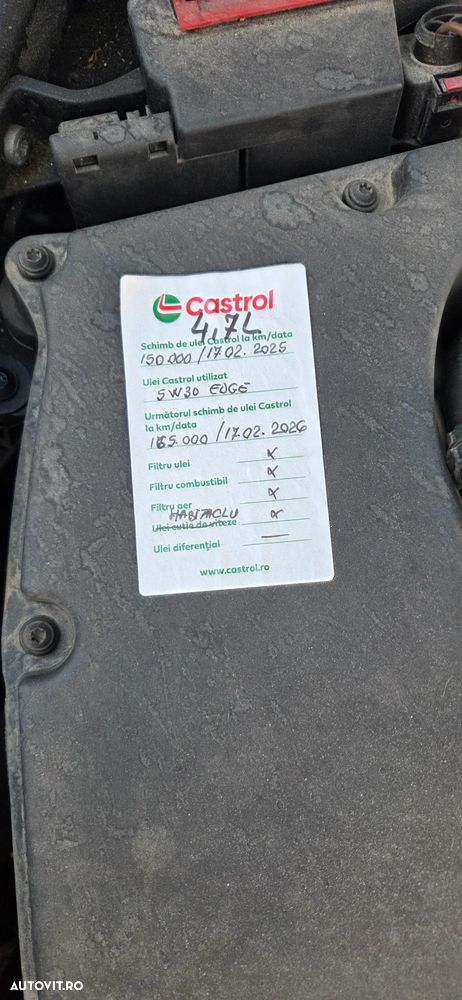 Castrol
4,7L
Schimb de ulei Castrol la km/data
150.000 / 17.02.2025
Ulei Castrol utilizat
5W30 EDGE
Următorul schimb de ulei Castrol
la km/data
165.000 / 17.02.2026
Filtru ulei x
Filtru combustibil x
Filtru aer x
HABITACLU x
Ulei cutie de viteze
Ulei diferențial —
www.castrol.ro
AUTOVIT.RO